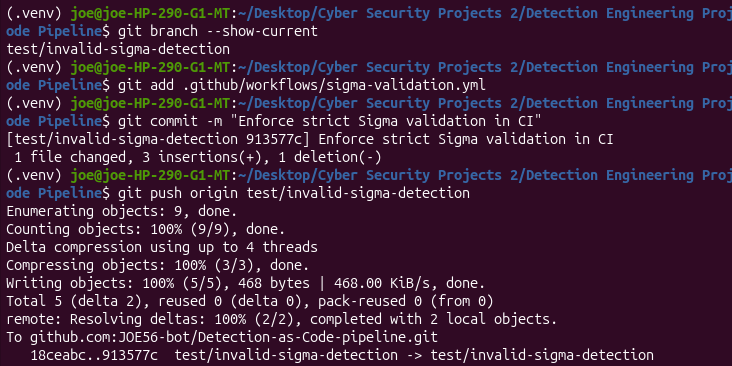 (.venv) joe@joe-HP-290-G1-MT:~/Desktop/Cyber Security Projects 2/Detection Engineering Proj
ode Pipeline$ git branch --show-current
test/invalid-sigma-detection
(.venv) joe@joe-HP-290-G1-MT:~/Desktop/Cyber Security Projects 2/Detection Engineering Proj
ode Pipeline$ git add .github/workflows/sigma-validation.yml
(.venv) joe@joe-HP-290-G1-MT:~/Desktop/Cyber Security Projects 2/Detection Engineering Proj
ode Pipeline$ git commit -m "Enforce strict Sigma validation in CI"
[test/invalid-sigma-detection 913577c] Enforce strict Sigma validation in CI
 1 file changed, 3 insertions(+), 1 deletion(-)
(.venv) joe@joe-HP-290-G1-MT:~/Desktop/Cyber Security Projects 2/Detection Engineering Proj
ode Pipeline$ git push origin test/invalid-sigma-detection
Enumerating objects: 9, done.
Counting objects: 100% (9/9), done.
Delta compression using up to 4 threads
Compressing objects: 100% (3/3), done.
Writing objects: 100% (5/5), 468 bytes | 468.00 KiB/s, done.
Total 5 (delta 2), reused 0 (delta 0), pack-reused 0 (from 0)
remote: Resolving deltas: 100% (2/2), completed with 2 local objects.
To github.com:JOE56-bot/Detection-as-Code-pipeline.git
   18ceabc..913577c  test/invalid-sigma-detection -> test/invalid-sigma-detection